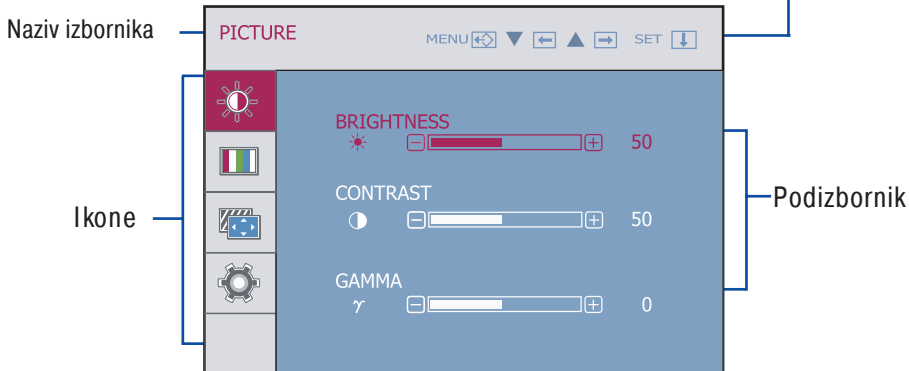 Naziv izbornika
PICTURE
MENU SET
BRIGHTNESS
50
CONTRAST
50
GAMMA
γ 0
Ikone
Podizbornik